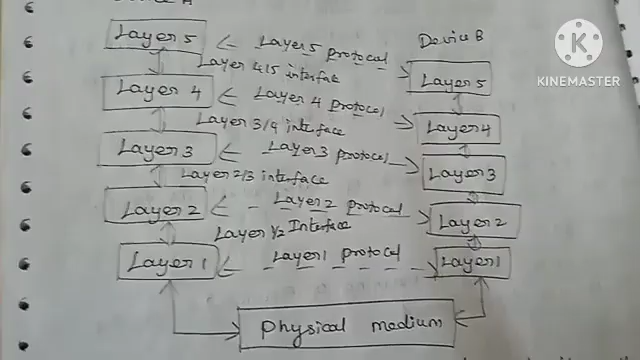 Device A
Layer 5
Layer 5 protocol
Device B
Layer 4/5 interfac
Layer 5
Layer 4
Layer 4 Protocol
Layer 3/4 interface
Layer 4
Layer 3
Layer 3 protocol
Layer 2/3 interface
Layer 3
Layer 2
Layer 2 protocol
Layer 1/2 Interface
Layer 2
Layer 1
Layer 1 protocol
Layer 1
physical medium
K
KINEMASTER